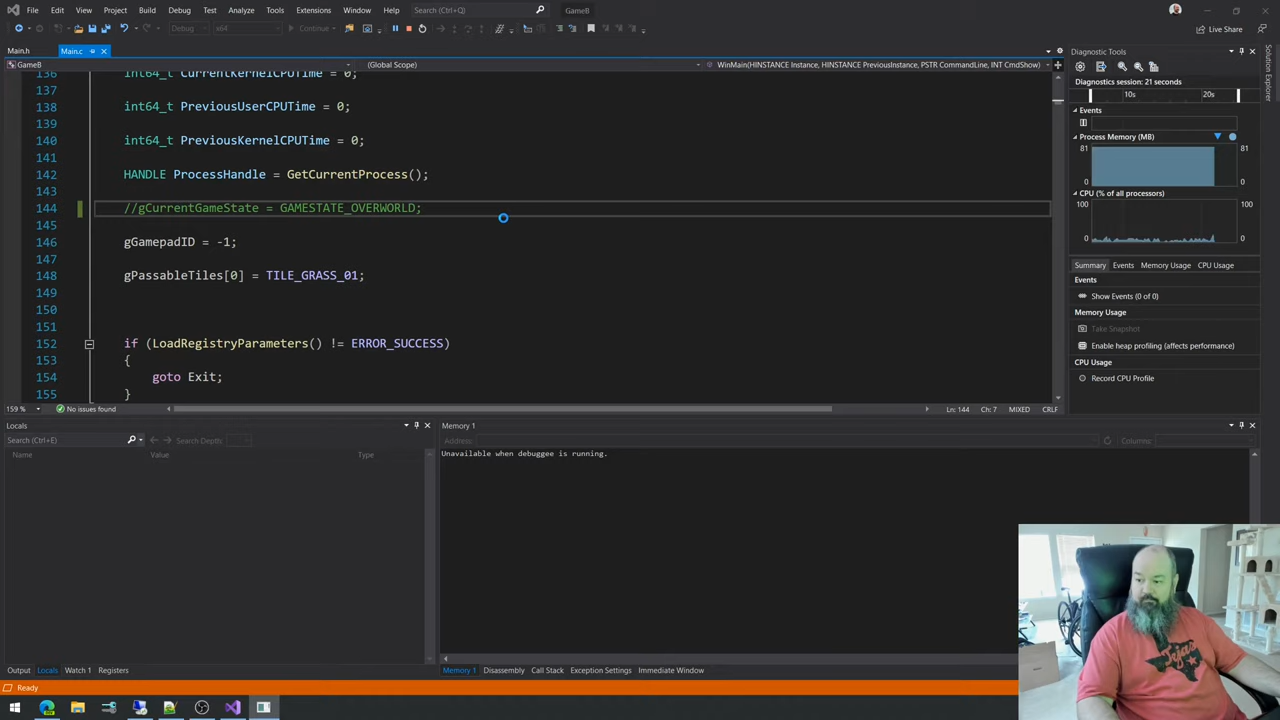 File Edit View Project Build Debug Test Analyze Tools Extensions Window Help Search (Ctrl+Q) GameB
Debug x64 Continue Live Share
Main.h Main.c
GameB (Global Scope) WinMain(HINSTANCE Instance, HINSTANCE PreviousInstance, PSTR CommandLine, INT CmdShow)
136 int64_t CurrentKernelCPUTime = 0;
137
138 int64_t PreviousUserCPUTime = 0;
139
140 int64_t PreviousKernelCPUTime = 0;
141
142 HANDLE ProcessHandle = GetCurrentProcess();
143
144 //gCurrentGameState = GAMESTATE_OVERWORLD;
145
146 gGamepadID = -1;
147
148 gPassableTiles[0] = TILE_GRASS_01;
149
150
151
152 if (LoadRegistryParameters() != ERROR_SUCCESS)
153 {
154 goto Exit;
155 }
159 % No issues found Ln: 144 Ch: 7 MIXED CRLF
Diagnostic Tools
Diagnostics session: 21 seconds
10s 20s
Events
Process Memory (MB)
81 81
0 0
CPU (% of all processors)
100 100
0 0
Summary Events Memory Usage CPU Usage
Events
Show Events (0 of 0)
Memory Usage
Take Snapshot
Enable heap profiling (affects performance)
CPU Usage
Record CPU Profile
Solution Explorer
Locals
Search (Ctrl+E) Search Depth:
Name Value Type
Memory 1
Address: Columns:
Unavailable when debuggee is running.
Output Locals Watch 1 Registers
Memory 1 Disassembly Call Stack Exception Settings Immediate Window
Ready